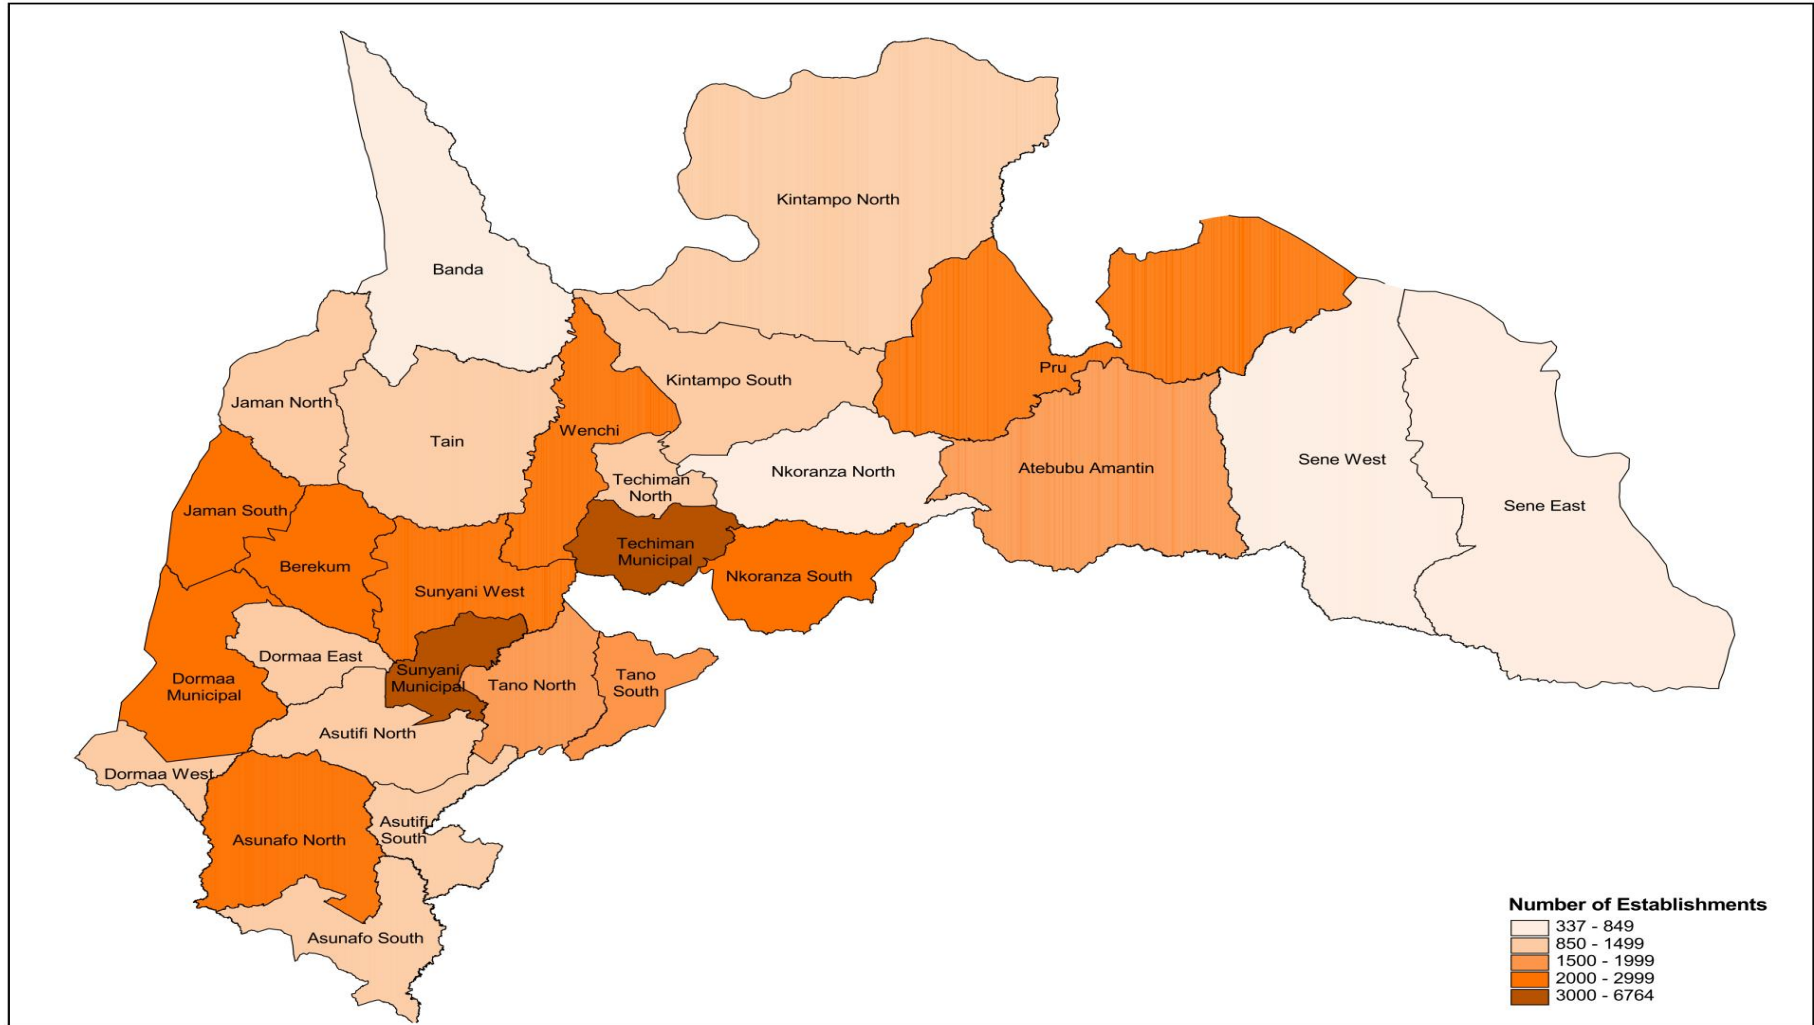 Kintampo North
Banda
Kintampo South
Pru
Jaman North
Wenchi
Tain
Nkoranza North
Atebubu Amantin
Sene West
Techiman
North
Sene East
Jaman South
Techiman
Municipal
Berekum
Nkoranza South
Sunyani West
Dormaa East
Sunyani
Municipal
Tano North
Tano
South
Dormaa
Municipal
Asutifi North
Dormaa West
Asutifi
South
Asunafo North
Asunafo South
Number of Establishments
337 - 849
850 - 1499
1500 - 1999
2000 - 2999
3000 - 6764